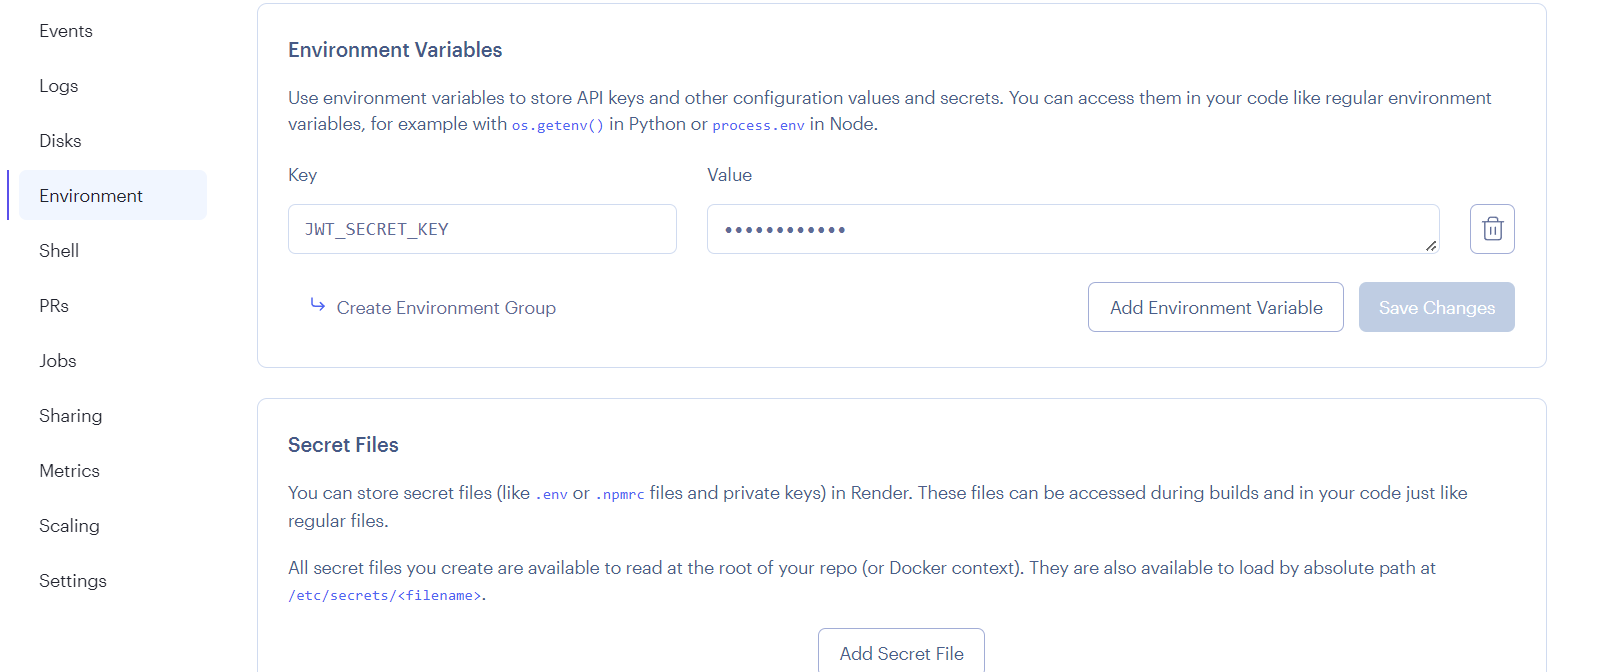 Events
Logs
Disks
Environment
Shell
PRs
Jobs
Sharing
Metrics
Scaling
Settings
Environment Variables
Use environment variables to store API keys and other configuration values and secrets. You can access them in your code like regular environment
variables, for example with os.getenv() in Python or process.env in Node.
Key
Value
JWT_SECRET_KEY
••••••••••••
Create Environment Group
Add Environment Variable
Save Changes
Secret Files
You can store secret files (like .env or .npmrc files and private keys) in Render. These files can be accessed during builds and in your code just like
regular files.
All secret files you create are available to read at the root of your repo (or Docker context). They are also available to load by absolute path at
/etc/secrets/<filename>.
Add Secret File